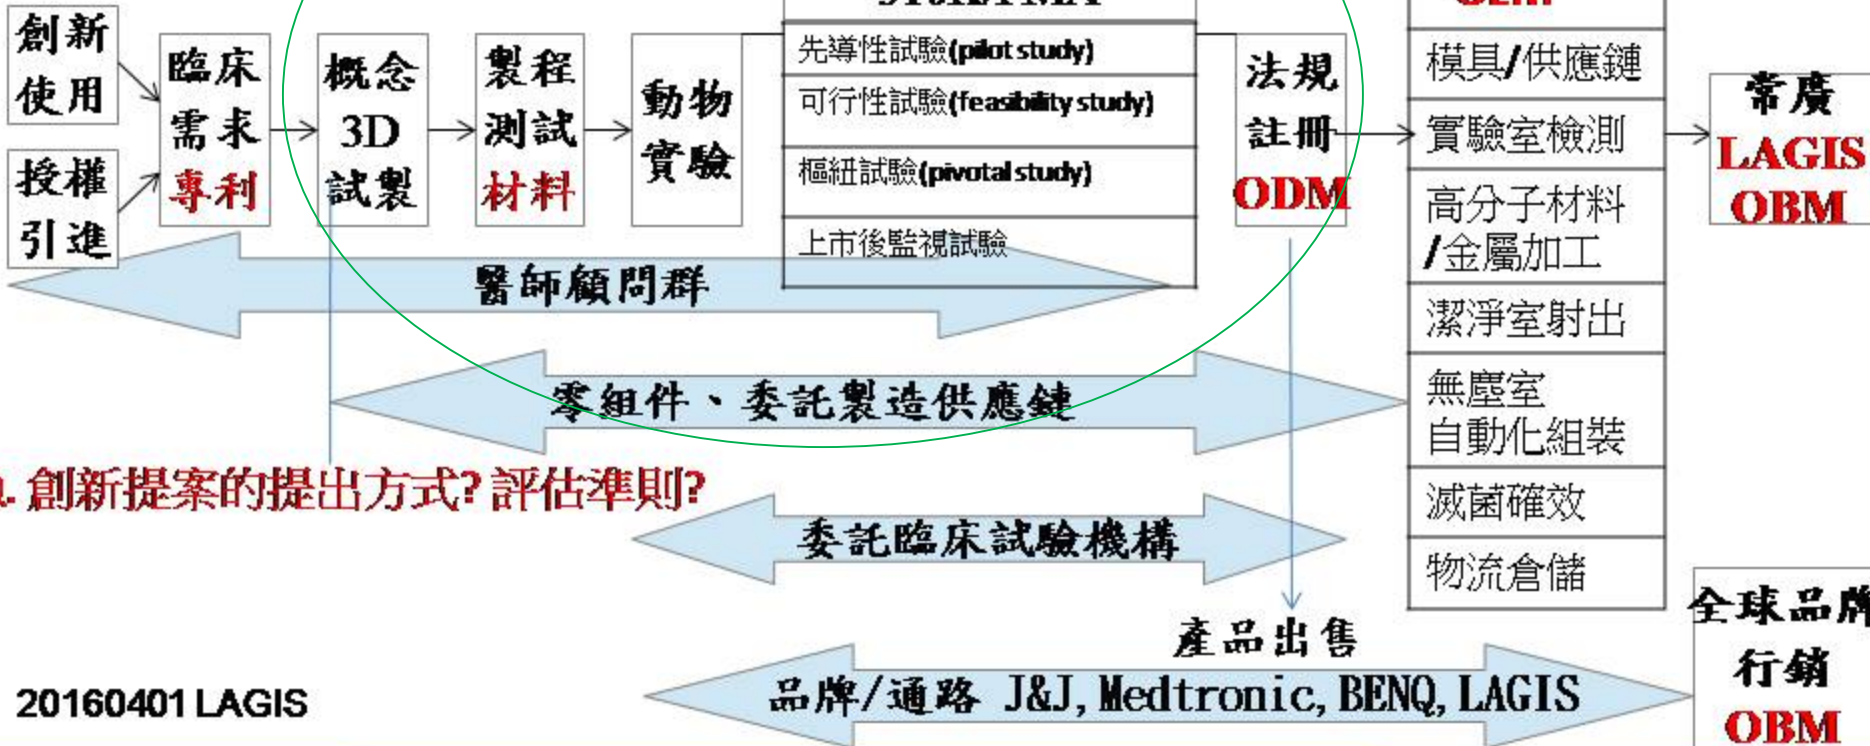 創新
使用
授權
引進
臨床
需求
專利
概念
3D
試製
製程
測試
材料
動物
實驗
先導性試驗(pilot study)
可行性試驗(feasibility study)
樞紐試驗(pivotal study)
上市後監視試驗
法規
註冊
ODM
模具/供應鏈
實驗室檢測
高分子材料
/金屬加工
潔淨室射出
無塵室
自動化組裝
滅菌確效
物流倉儲
常廣
LAGIS
OBM
醫師顧問群
零組件、委託製造供應鏈
創新提案的提出方式?評估準則?
委託臨床試驗機構
產品出售
品牌/通路 J&J, Medtronic, BENQ, LAGIS
全球品牌
行銷
OBM
20160401 LAGIS